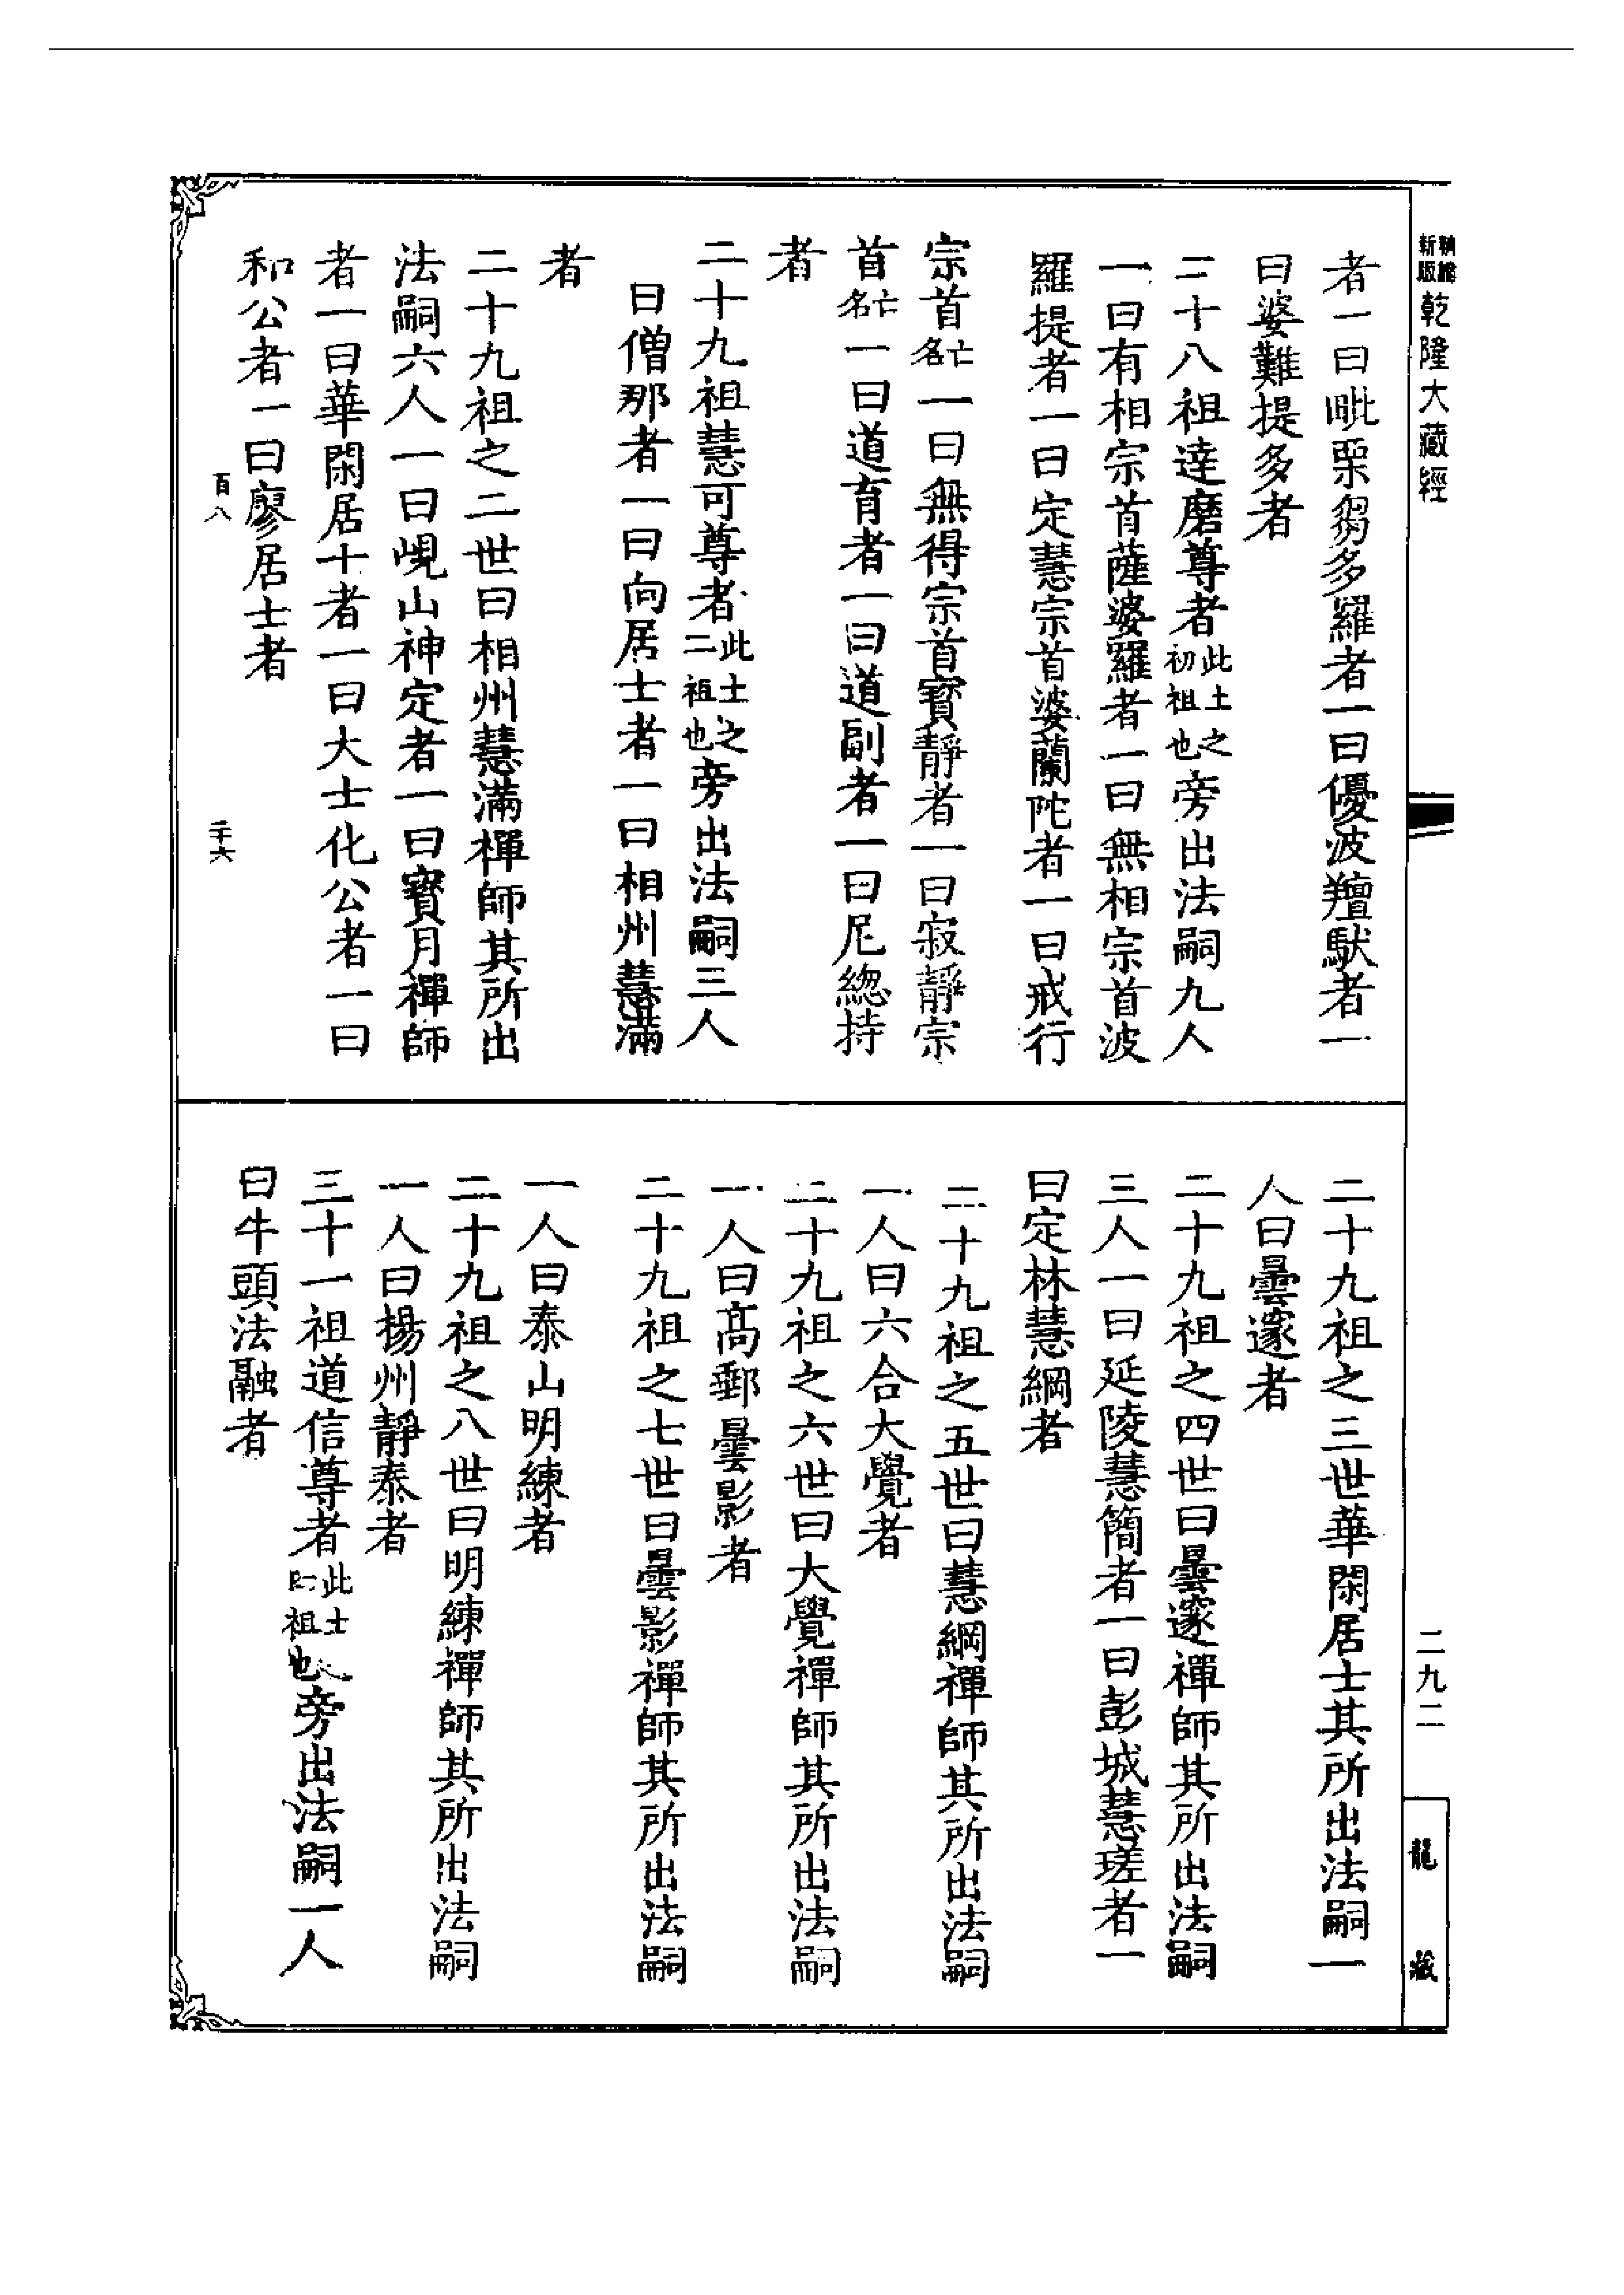 新版
精縮
乾隆大藏經
者一曰毗栗芻多羅者一曰優波羶馱者一
曰婆難提多者
二十八祖達磨尊者此土之初祖也旁出法嗣九人
一曰有相宗首薩婆羅者一曰無相宗首波
羅提者一曰定慧宗首婆蘭陀者一曰戒行
宗首名亡一曰無得宗首寳靜者一曰寂靜宗
首名亡一曰道育者一曰道副者一曰尼緫持
者
二十九祖慧可尊者此土之二祖也旁出法嗣三人
曰僧那者一曰向居士者一曰相州慧滿
者
二十九祖之二世曰相州慧滿禪師其所出
法嗣六人一曰峴山神定者一曰寳月禪師
者一曰華閑居士者一曰大士化公者一曰
和公者一曰廖居士者
百八
二十六
二十九祖之三世華閑居士其所出法嗣一
人曰曇邃者
二十九祖之四世曰曇邃禪師其所出法嗣
三人一曰延陵慧簡者一曰彭城慧瑳者一
曰定林慧綱者
二十九祖之五世曰慧綱禪師其所出法嗣
一人曰六合大覺者
二十九祖之六世曰大覺禪師其所出法嗣
一人曰髙郵曇影者
二十九祖之七世曰曇影禪師其所出法嗣
一人曰泰山明練者
二十九祖之八世曰明練禪師其所出法嗣
一人曰揚州靜泰者
三十一祖道信尊者此土之四祖也旁出法嗣一人
曰牛頭法融者
二九二
龍藏